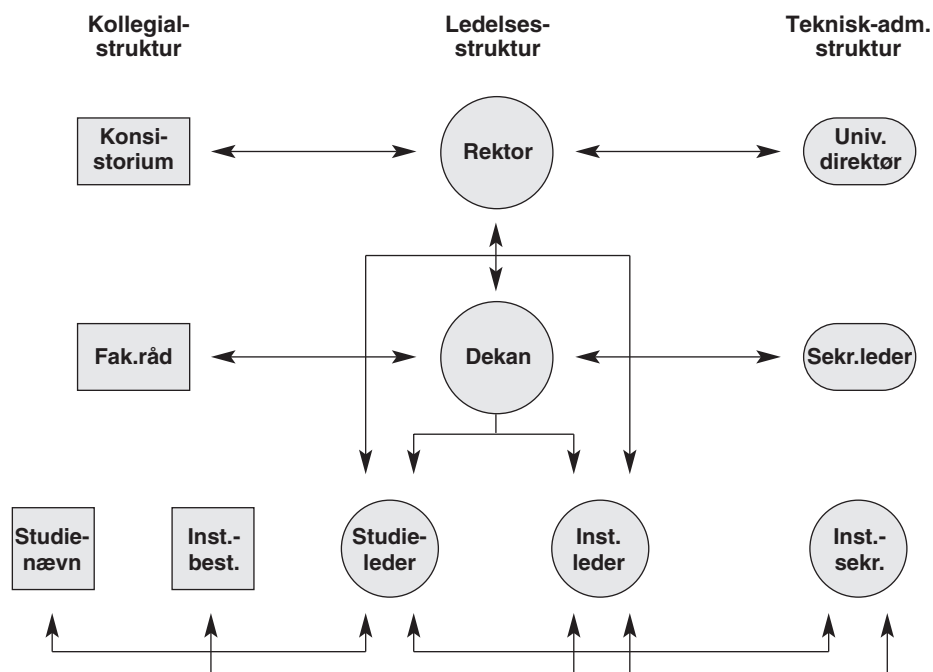 Kollegial-
struktur
Ledelses-
struktur
Teknisk-adm.
struktur
Konsi-
storium
Rektor
Univ.
direktør
Fak.råd
Dekan
Sekr.leder
Studie-
nævn
Inst.-
best.
Studie-
leder
Inst.
leder
Inst.-
sekr.